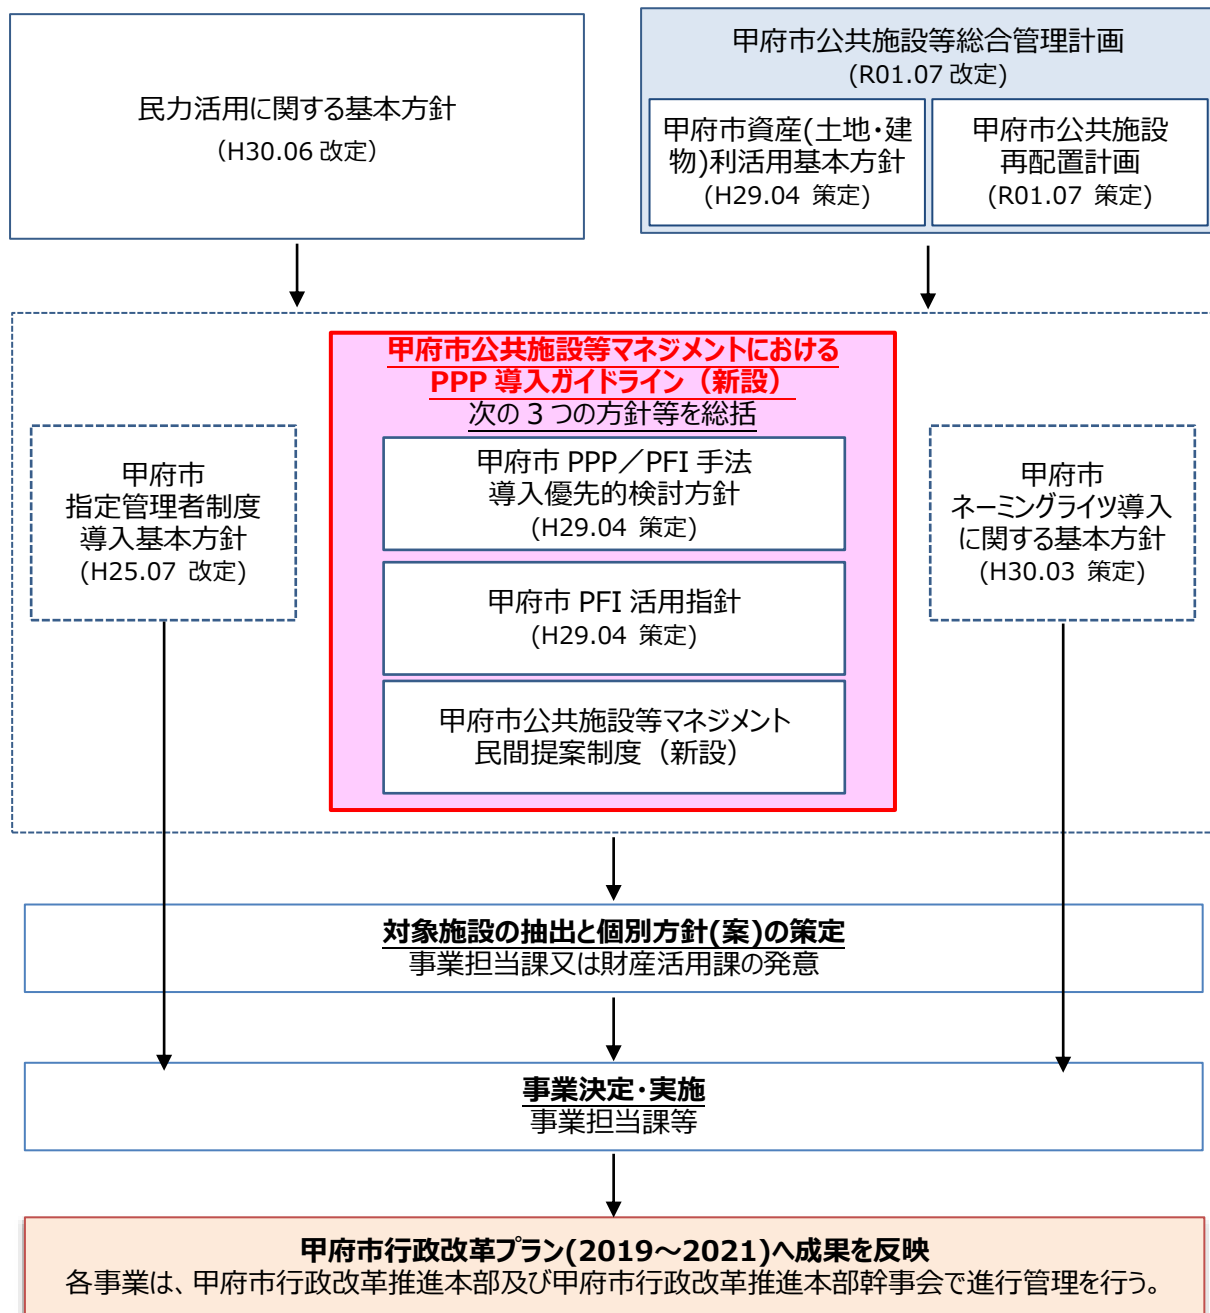 民力活用に関する基本方針
（H30.06 改定）
甲府市公共施設等総合管理計画
(R01.07 改定)
甲府市資産(土地・建
物)利活用基本方針
(H29.04 策定)
甲府市公共施設
再配置計画
(R01.07 策定)
甲府市公共施設等マネジメントにおける
PPP 導入ガイドライン（新設）
次の 3 つの方針等を総括
甲府市 PPP／PFI 手法
導入優先的検討方針
(H29.04 策定)
甲府市 PFI 活用指針
(H29.04 策定)
甲府市公共施設等マネジメント
民間提案制度（新設）
甲府市
指定管理者制度
導入基本方針
(H25.07 改定)
甲府市
ネーミングライツ導入
に関する基本方針
(H30.03 策定)
対象施設の抽出と個別方針(案)の策定
事業担当課又は財産活用課の発意
事業決定・実施
事業担当課等
甲府市行政改革プラン(2019～2021)へ成果を反映
各事業は、甲府市行政改革推進本部及び甲府市行政改革推進本部幹事会で進行管理を行う。